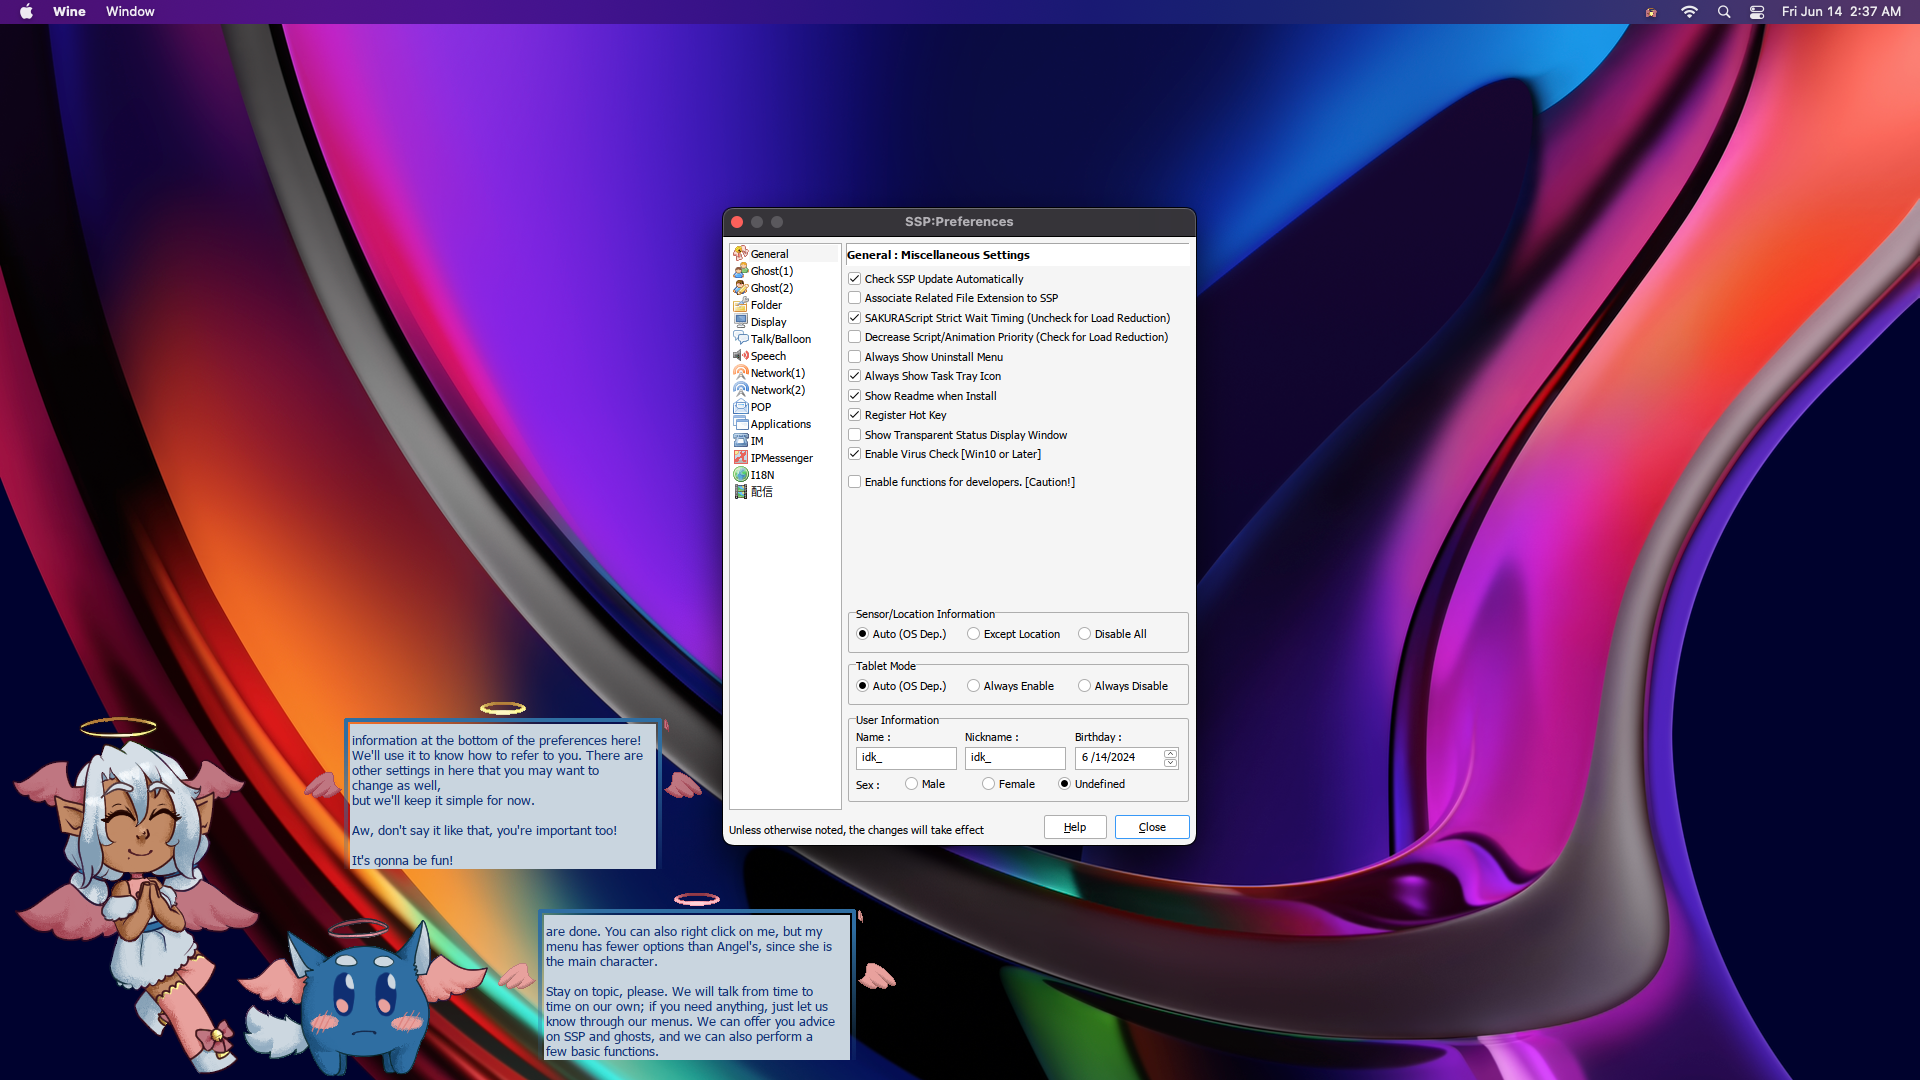 Wine Window
Fri Jun 14 2:37 AM
SSP:Preferences
General
Ghost(1)
Ghost(2)
Folder
Display
Talk/Balloon
Speech
Network(1)
Network(2)
POP
Applications
IM
IPMessenger
I18N
配信
General : Miscellaneous Settings
Check SSP Update Automatically
Associate Related File Extension to SSP
SAKURAScript Strict Wait Timing (Uncheck for Load Reduction)
Decrease Script/Animation Priority (Check for Load Reduction)
Always Show Uninstall Menu
Always Show Task Tray Icon
Show Readme when Install
Register Hot Key
Show Transparent Status Display Window
Enable Virus Check [Win10 or Later]
Enable functions for developers. [Caution!]
Sensor/Location Information
Auto (OS Dep.) Except Location Disable All
Tablet Mode
Auto (OS Dep.) Always Enable Always Disable
User Information
Name : Nickname : Birthday :
idk_ idk_ 6 /14/2024
Sex : Male Female Undefined
Unless otherwise noted, the changes will take effect
Help Close
information at the bottom of the preferences here!
We'll use it to know how to refer to you. There are
other settings in here that you may want to
change as well,
but we'll keep it simple for now.
Aw, don't say it like that, you're important too!
It's gonna be fun!
are done. You can also right click on me, but my
menu has fewer options than Angel's, since she is
the main character.
Stay on topic, please. We will talk from time to
time on our own; if you need anything, just let us
know through our menus. We can offer you advice
on SSP and ghosts, and we can also perform a
few basic functions.